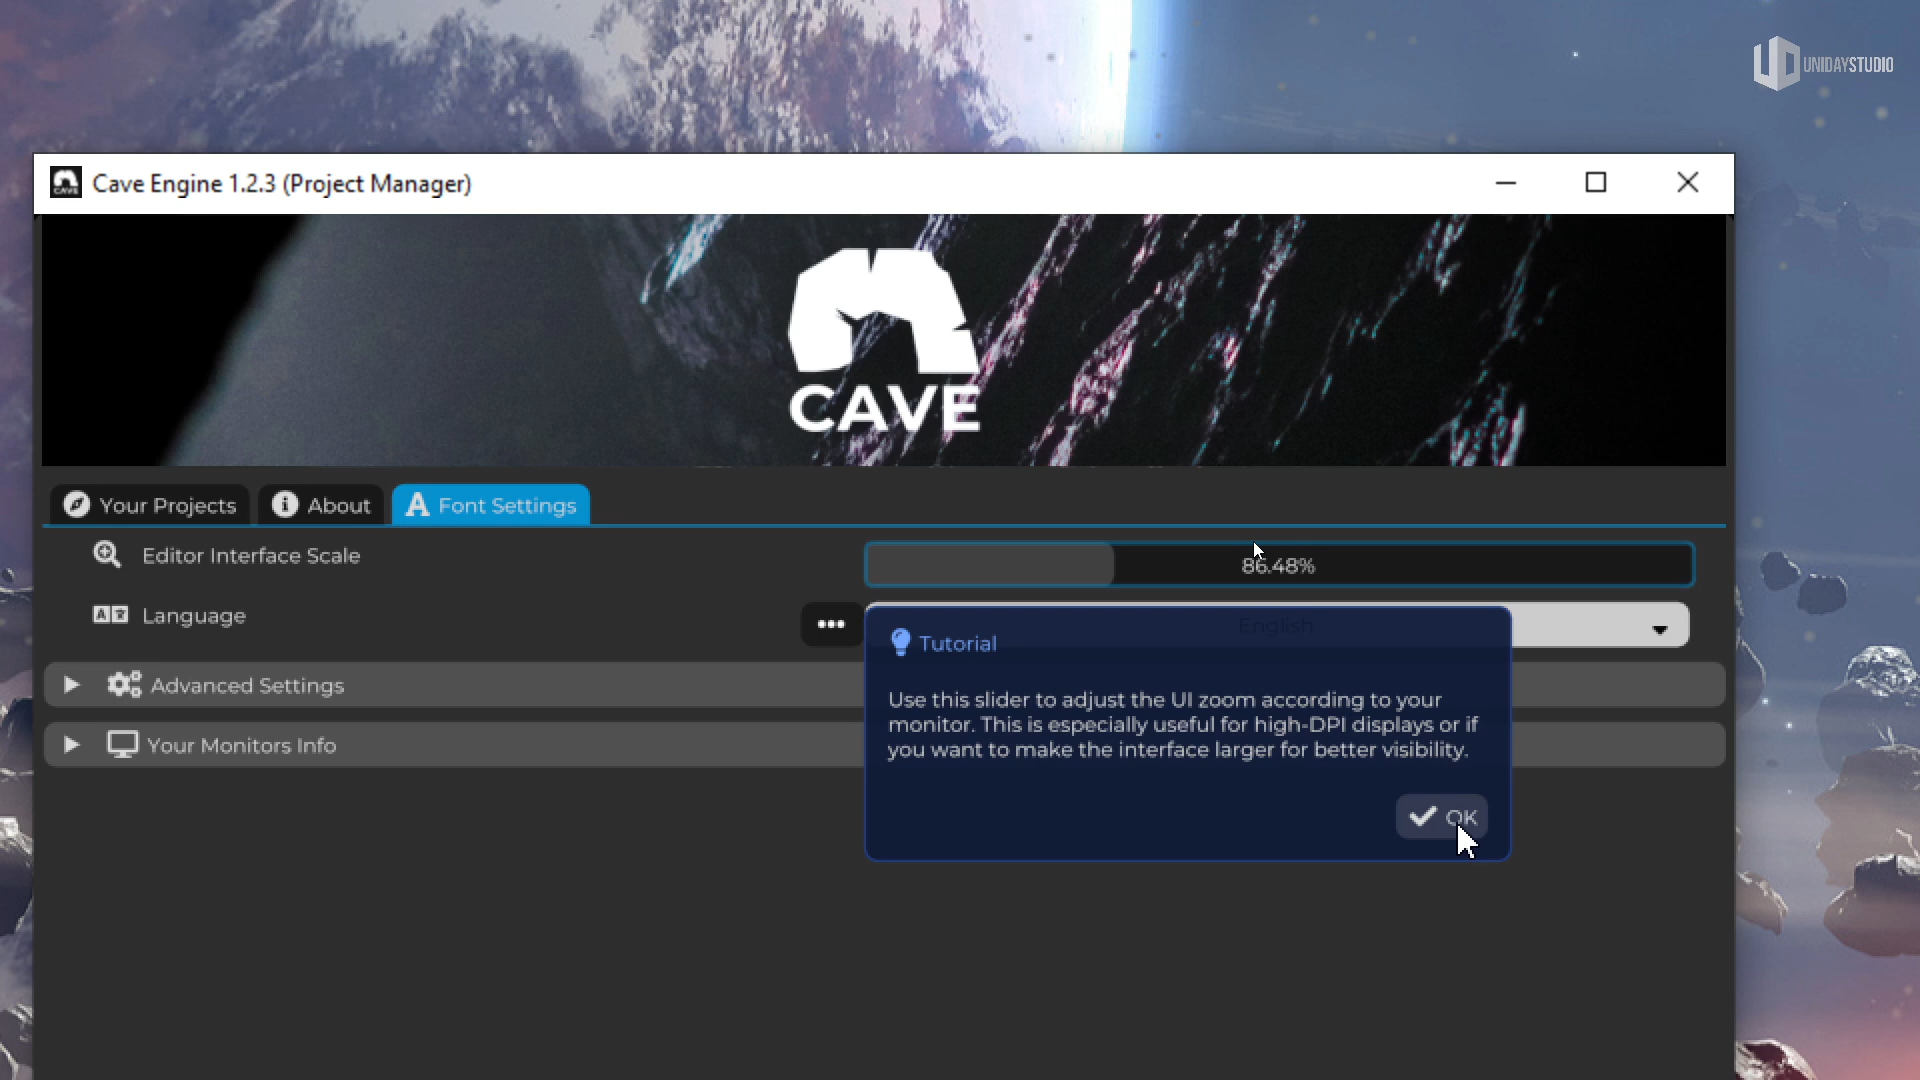 UNIDAYSTUDIO
Cave Engine 1.2.3 (Project Manager)
CAVE
Your Projects
About
Font Settings
Editor Interface Scale
86.48%
Language
English
Tutorial
Use this slider to adjust the UI zoom according to your
monitor. This is especially useful for high-DPI displays or if
you want to make the interface larger for better visibility.
OK
Advanced Settings
Your Monitors Info